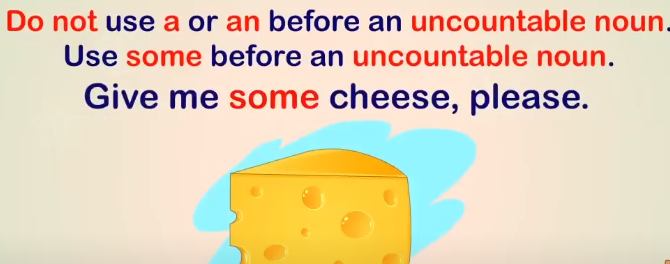 Do not use a or an before an uncountable noun.
Use some before an uncountable noun.
Give me some cheese, please.